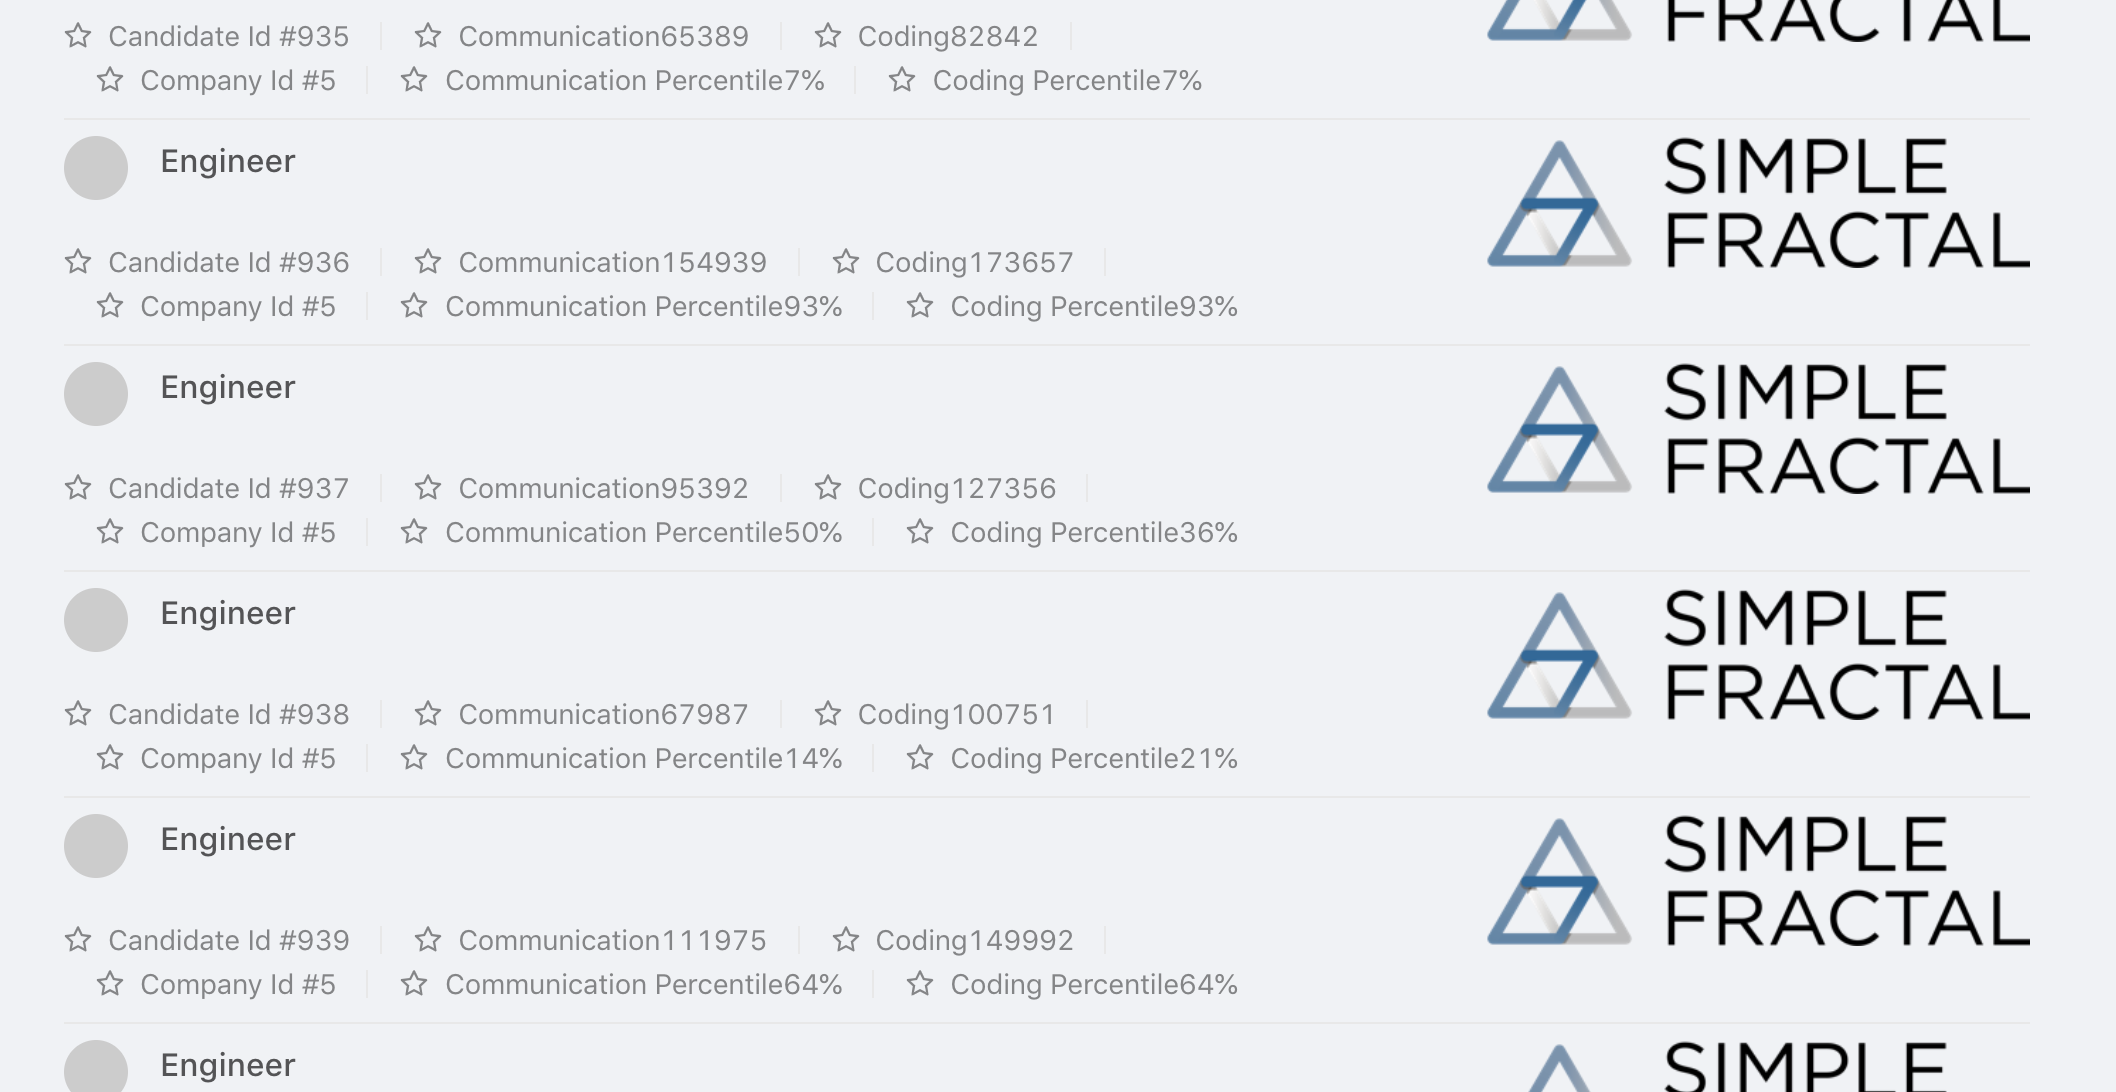 Candidate Id #935 Communication65389 Coding82842
Company Id #5 Communication Percentile7% Coding Percentile7%
FRACTAL
Engineer
SIMPLE
FRACTAL
Candidate Id #936 Communication154939 Coding173657
Company Id #5 Communication Percentile93% Coding Percentile93%
Engineer
SIMPLE
FRACTAL
Candidate Id #937 Communication95392 Coding127356
Company Id #5 Communication Percentile50% Coding Percentile36%
Engineer
SIMPLE
FRACTAL
Candidate Id #938 Communication67987 Coding100751
Company Id #5 Communication Percentile14% Coding Percentile21%
Engineer
SIMPLE
FRACTAL
Candidate Id #939 Communication111975 Coding149992
Company Id #5 Communication Percentile64% Coding Percentile64%
Engineer
SIMPLE